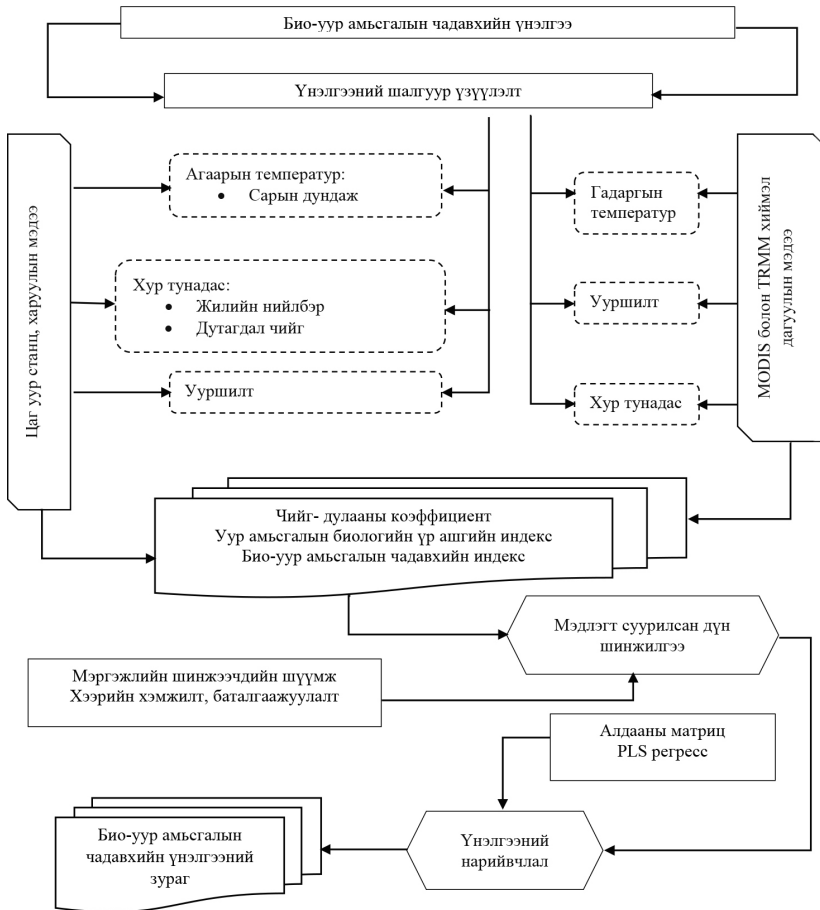 Био-уур амьсгалын чадавхийн үнэлгээ
Үнэлгээний шалгуур үзүүлэлт
Цаг уур станц, харуулын мэдээ
Агаарын температур:
• Сарын дундаж
Хур тунадас:
• Жилийн нийлбэр
• Дутагдал чийг
Ууршилт
Гадаргын
температур
Ууршилт
Хур тунадас
MODIS болон TRMM хиймэл
дагуулын мэдээ
Чийг- дулааны коэффициент
Уур амьсгалын биологийн үр ашгийн индекс
Био-уур амьсгалын чадавхийн индекс
Мэдлэгт суурилсан дүн
шинжилгээ
Мэргэжлийн шинжээчдийн шүүмж
Хээрийн хэмжилт, баталгаажуулалт
Алдааны матриц
PLS регресс
Үнэлгээний
нарийвчлал
Био-уур амьсгалын
чадавхийн үнэлгээний
зураг